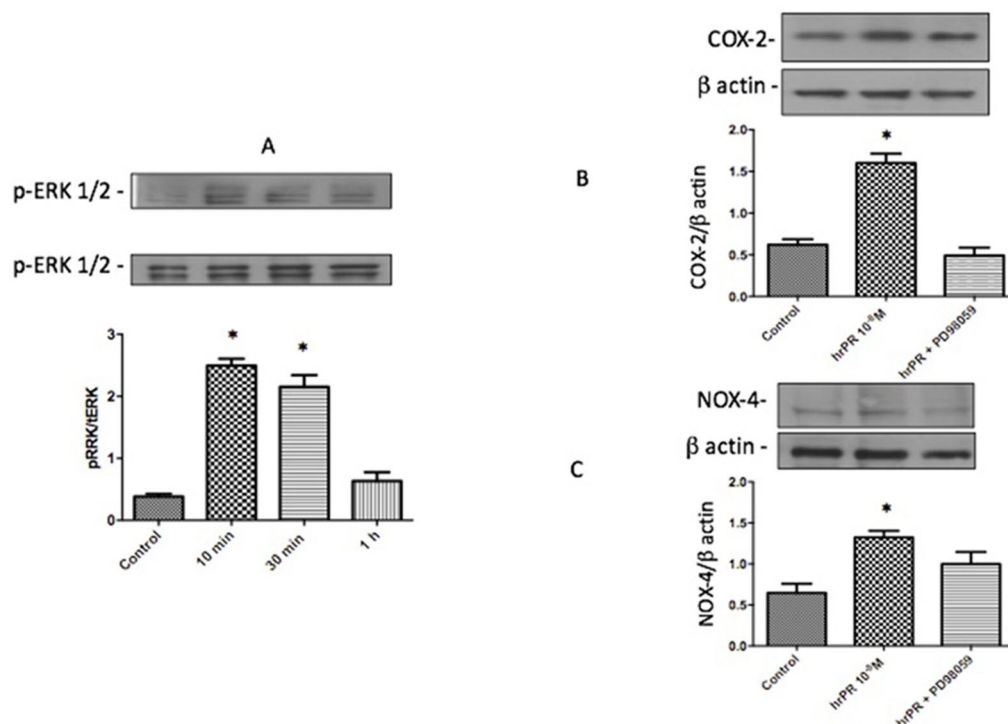 A
p-ERK 1/2 -
p-ERK 1/2 -
3
2
1
0
pRRK/tERK
*
*
Control
10 min
30 min
1 h
B
COX-2-
β actin -
2.0
1.5
1.0
0.5
0.0
COX-2/β actin
*
Control
hrPR 10⁻⁸M
hrPR + PD98059
C
NOX-4-
β actin -
2.0
1.5
1.0
0.5
0.0
NOX-4/β actin
*
Control
hrPR 10⁻⁸M
hrPR + PD98059